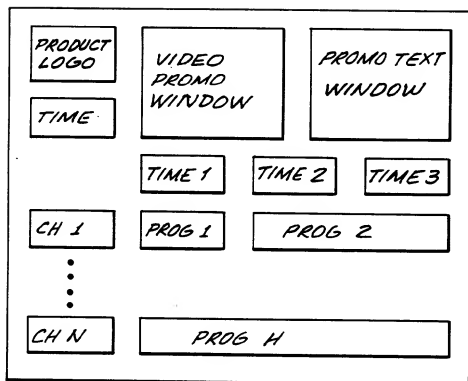 PRODUCT
LOGO
VIDEO
PROMO
WINDOW
PROMO TEXT
WINDOW
TIME
TIME 1
TIME 2
TIME 3
CH 1
PROG 1
PROG 2
CH N
PROG H